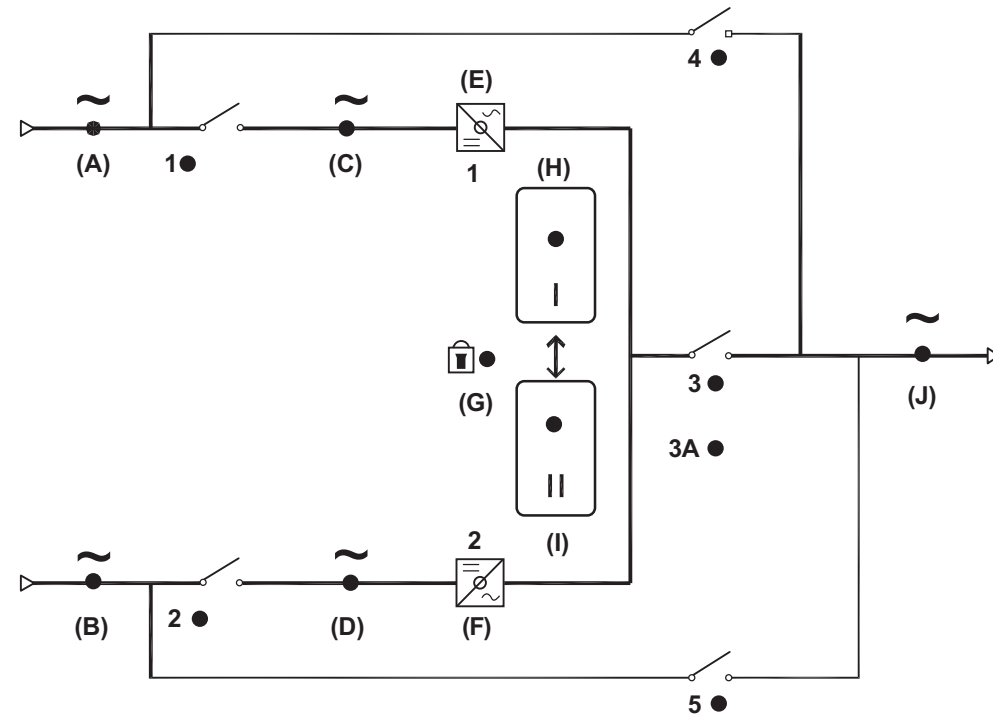 4
(E)
~
~
(A)
1
(C)
1
(H)
I
~
3
(G)
(J)
3A
II
2
(I)
~
~
(B)
2
(D)
(F)
5